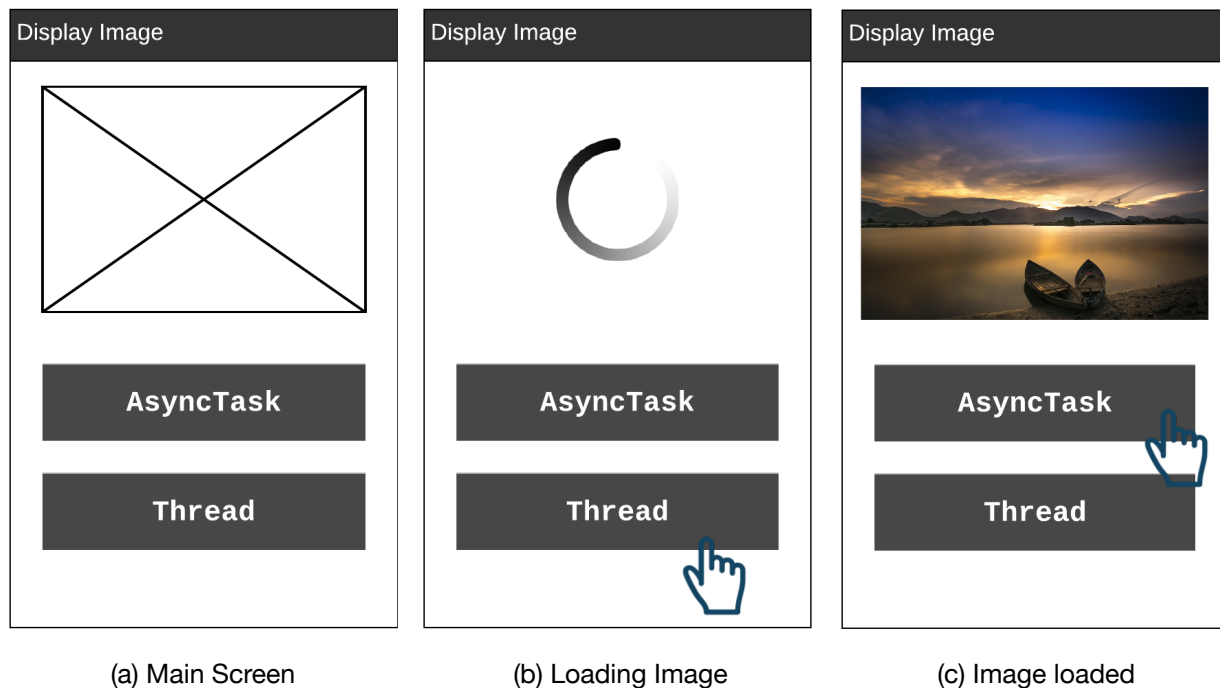 Display Image
AsyncTask
Thread
(a) Main Screen
Display Image
AsyncTask
Thread
(b) Loading Image
Display Image
AsyncTask
Thread
(c) Image loaded